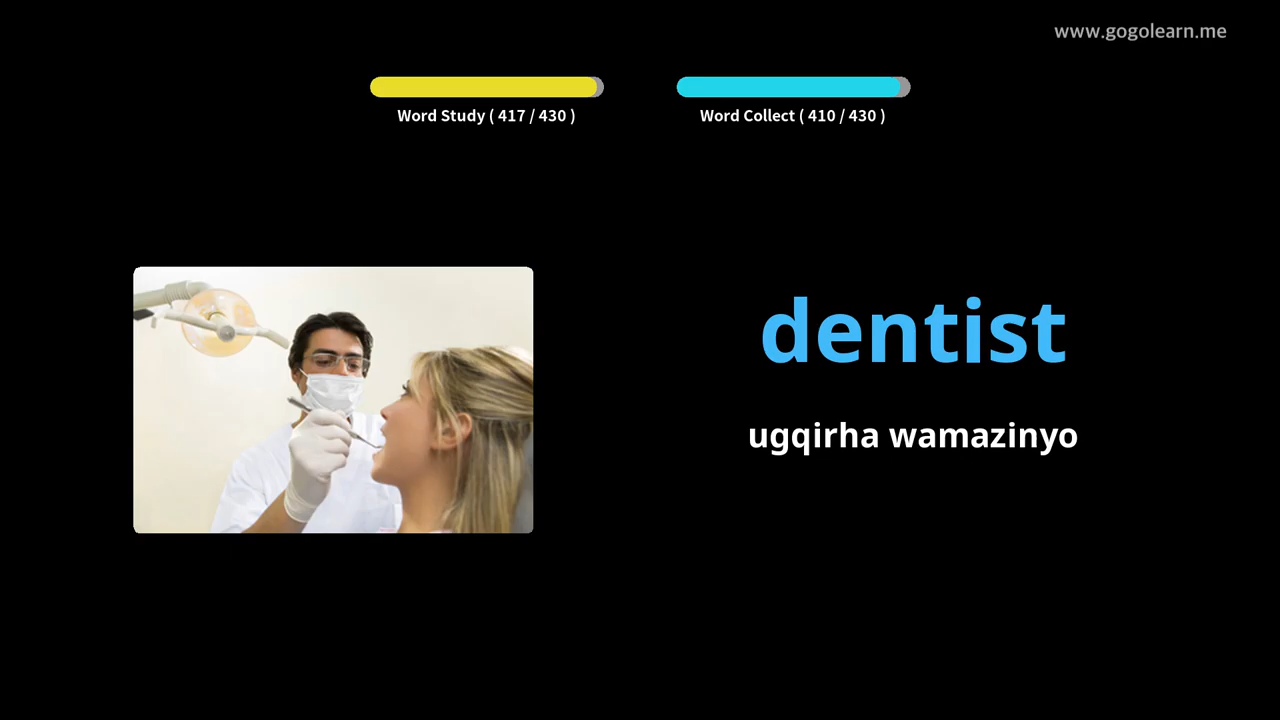 www.gogolearn.me
Word Study ( 417 / 430 )
Word Collect ( 410 / 430 )
dentist
ugqirha wamazinyo